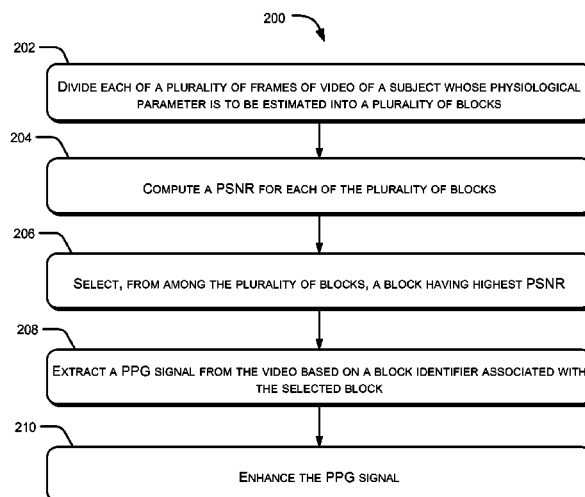 200
202
DIVIDE EACH OF A PLURALITY OF FRAMES OF VIDEO OF A SUBJECT WHOSE PHYSIOLOGICAL
PARAMETER IS TO BE ESTIMATED INTO A PLURALITY OF BLOCKS
204
COMPUTE A PSNR FOR EACH OF THE PLURALITY OF BLOCKS
206
SELECT, FROM AMONG THE PLURALITY OF BLOCKS, A BLOCK HAVING HIGHEST PSNR
208
EXTRACT A PPG SIGNAL FROM THE VIDEO BASED ON A BLOCK IDENTIFIER ASSOCIATED WITH
THE SELECTED BLOCK
210
ENHANCE THE PPG SIGNAL